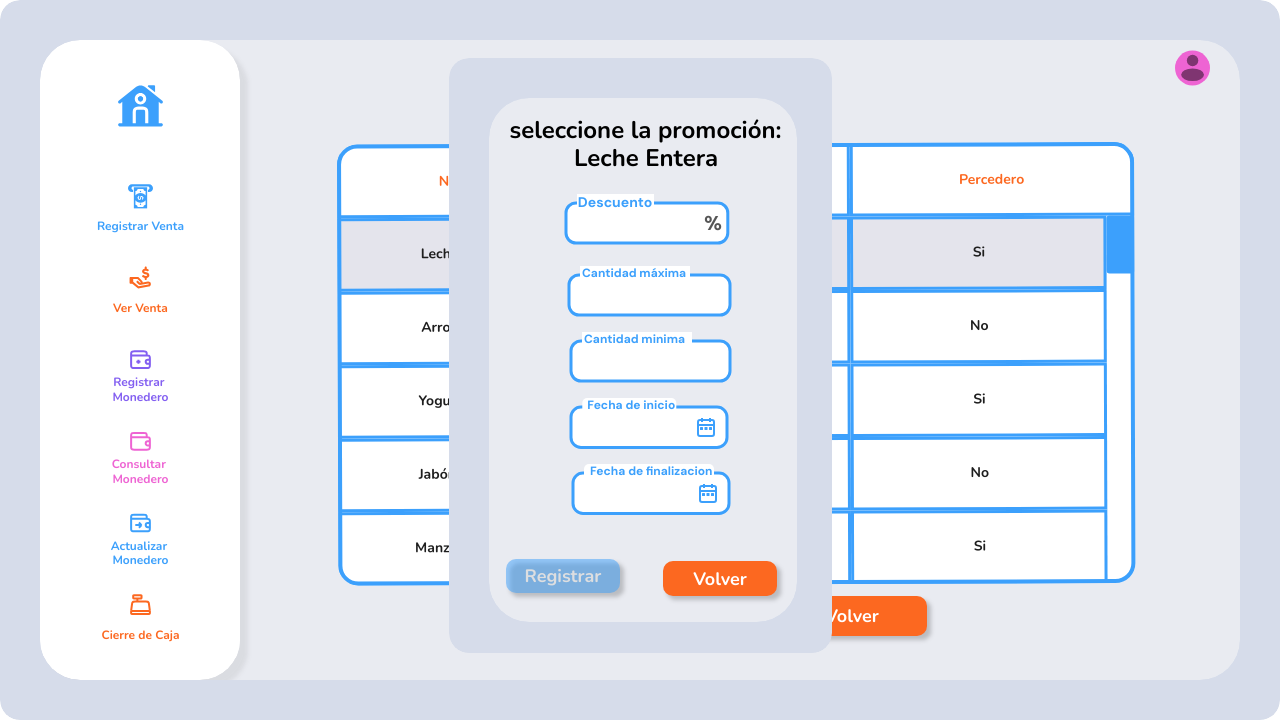 Registrar Venta
Ver Venta
Registrar
Monedero
Consultar
Monedero
Actualizar
Monedero
Cierre de Caja
seleccione la promoción:
Leche Entera
Descuento
%
Cantidad máxima
Cantidad minima
Fecha de inicio
Fecha de finalizacion
Registrar
Volver
N
Lech
Arro
Yogu
Jabó
Manz
Percedero
Si
No
Si
No
Si
Volver